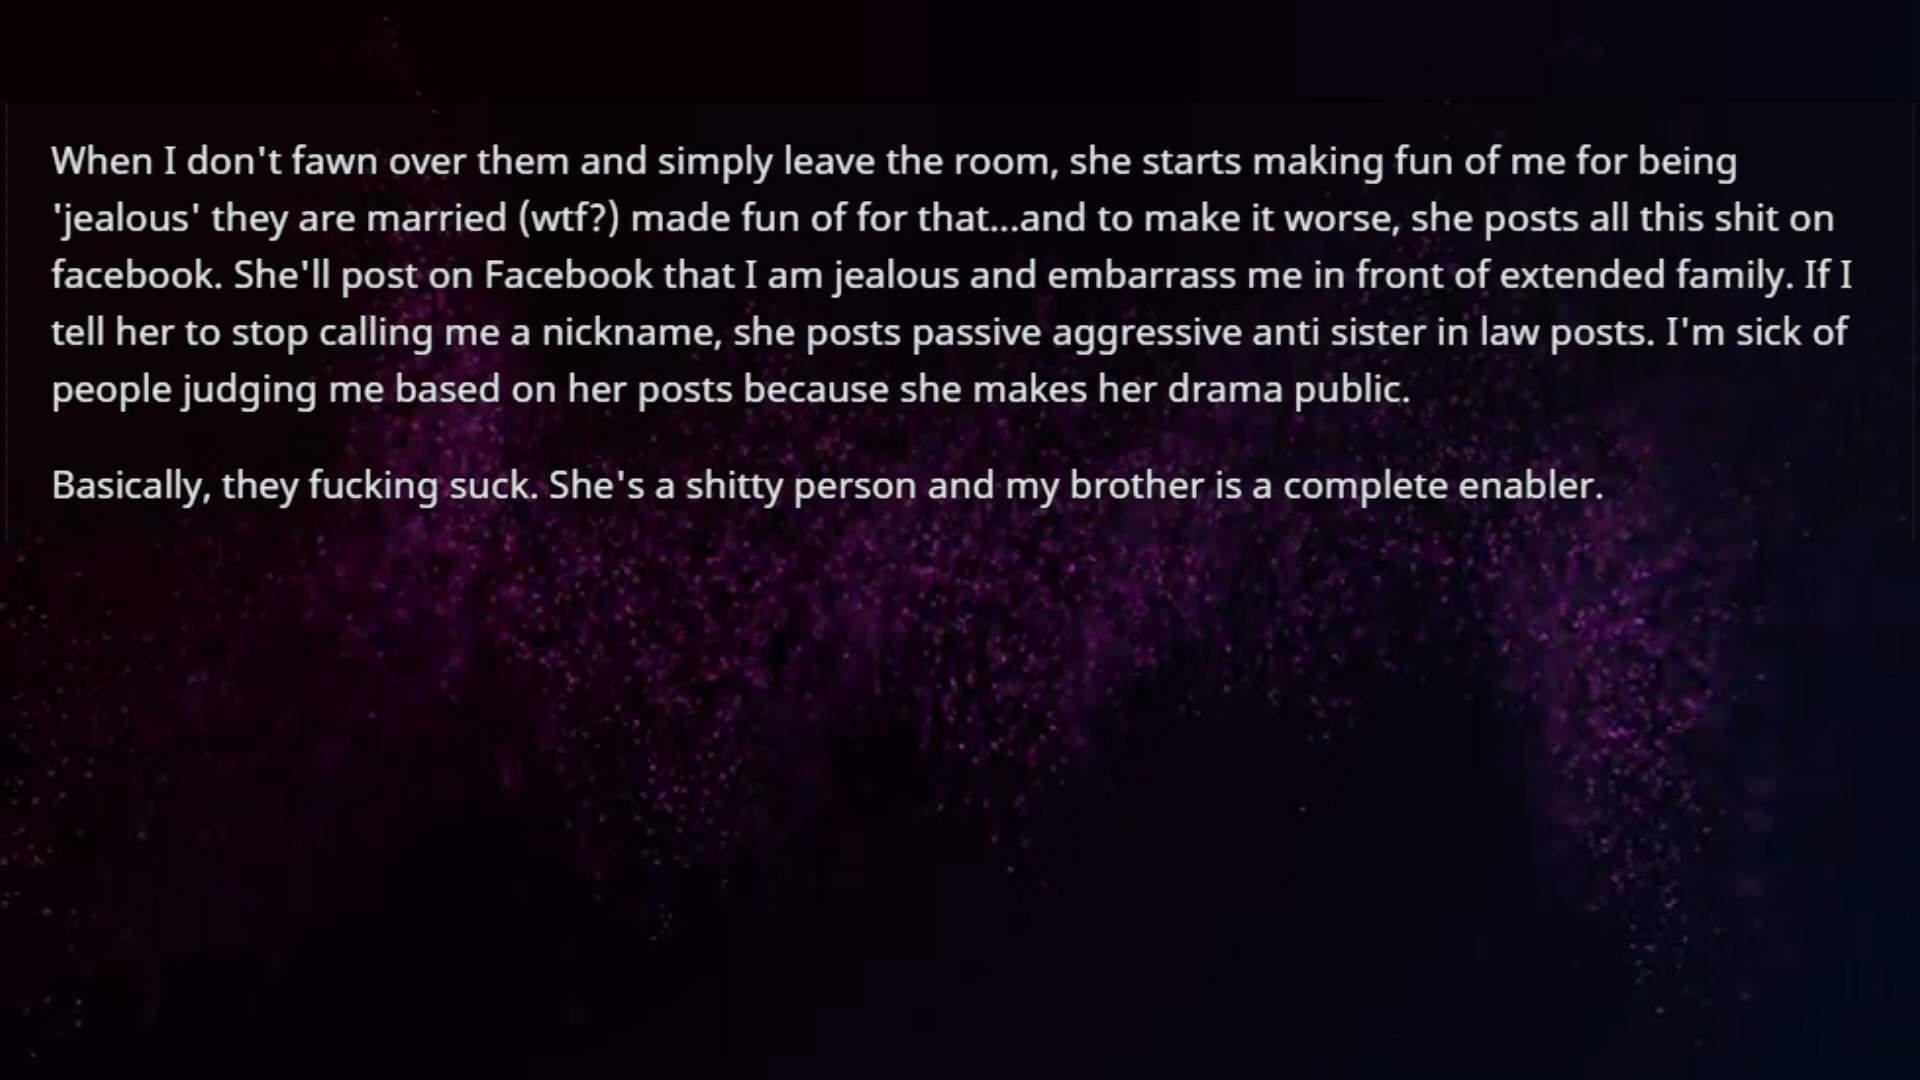 When I don't fawn over them and simply leave the room, she starts making fun of me for being
'jealous' they are married (wtf?) made fun of for that...and to make it worse, she posts all this shit on
facebook. She'll post on Facebook that I am jealous and embarrass me in front of extended family. If I
tell her to stop calling me a nickname, she posts passive aggressive anti sister in law posts. I'm sick of
people judging me based on her posts because she makes her drama public.
Basically, they fucking suck. She's a shitty person and my brother is a complete enabler.